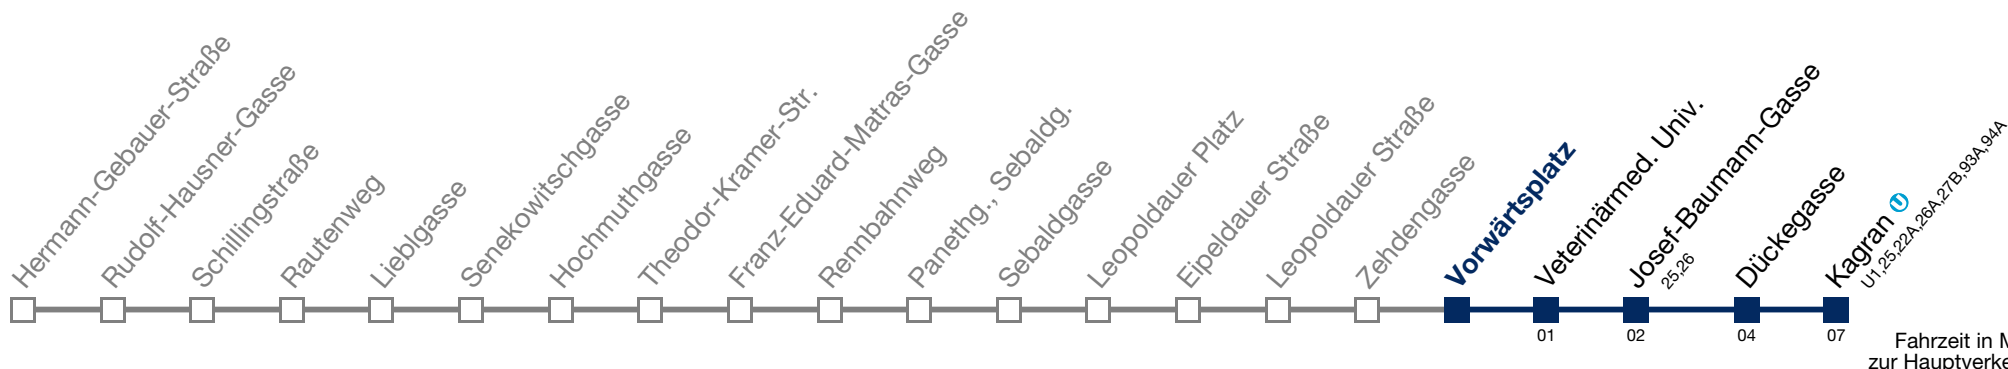 Hermann-Gebauer-Straße
Rudolf-Hausner-Gasse
Schillingstraße
Rautenweg
Lieblgasse
Senekowitschgasse
Hochmuthgasse
Theodor-Kramer-Str.
Franz-Eduard-Matras-Gasse
Rennbahnweg
Panethg., Sebaldg.
Sebaldgasse
Leopoldauer Platz
Eipeldauer Straße
Leopoldauer Straße
Zehdengasse
Vorwärtsplatz
Veterinärmed. Univ.
Josef-Baumann-Gasse
25,26
Dückegasse
Kagran U
U1,25,22A,26A,27B,93A,94A
01 02 04 07
Fahrzeit in M
zur Hauptverke